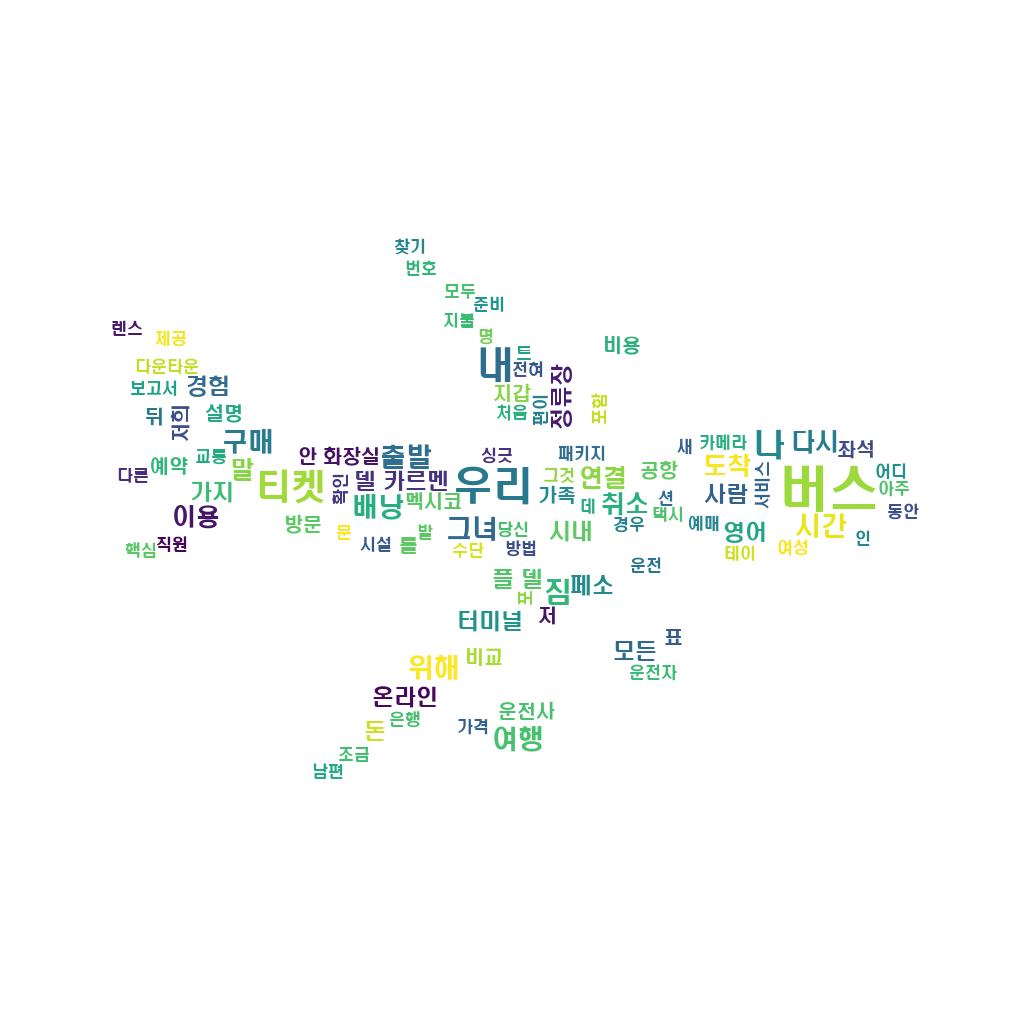 찾기
번호
모두
준비
렌스
지불
제공
명
비용
트
다운타운
내
전여
보고서
경험
지갑
정류장
포함
뒤
저희
설명
처음
편이
구매
나
다시
좌석
카메라
새
교통
안 화장실
출발
싱긋
패키지
다른
예약
말
도착
공항
어디
티켓
확인
델 카르멘
우리
그것
연결
서비스
버스
아주
가지
배낭
멕시코
가족
데
취소
션
사람
택시
동안
이용
방문
문
발
그녀
당신
시내
경우
예매
영어
시간
인
핵심
직원
시설
틀
수단
방법
테이
여성
운전
플 델
짐
페소
포
터미널
저
표
모든
위해
비교
운전자
온라인
은행
운전사
가격
돈
여행
조금
남편